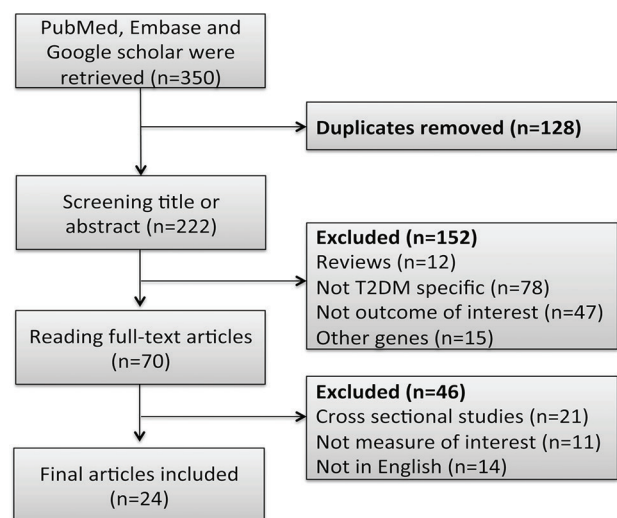 PubMed, Embase and
Google scholar were
retrieved (n=350)
Duplicates removed (n=128)
Screening title or
abstract (n=222)
Excluded (n=152)
Reviews (n=12)
Not T2DM specific (n=78)
Not outcome of interest (n=47)
Other genes (n=15)
Reading full-text articles
(n=70)
Excluded (n=46)
Cross sectional studies (n=21)
Not measure of interest (n=11)
Not in English (n=14)
Final articles included
(n=24)